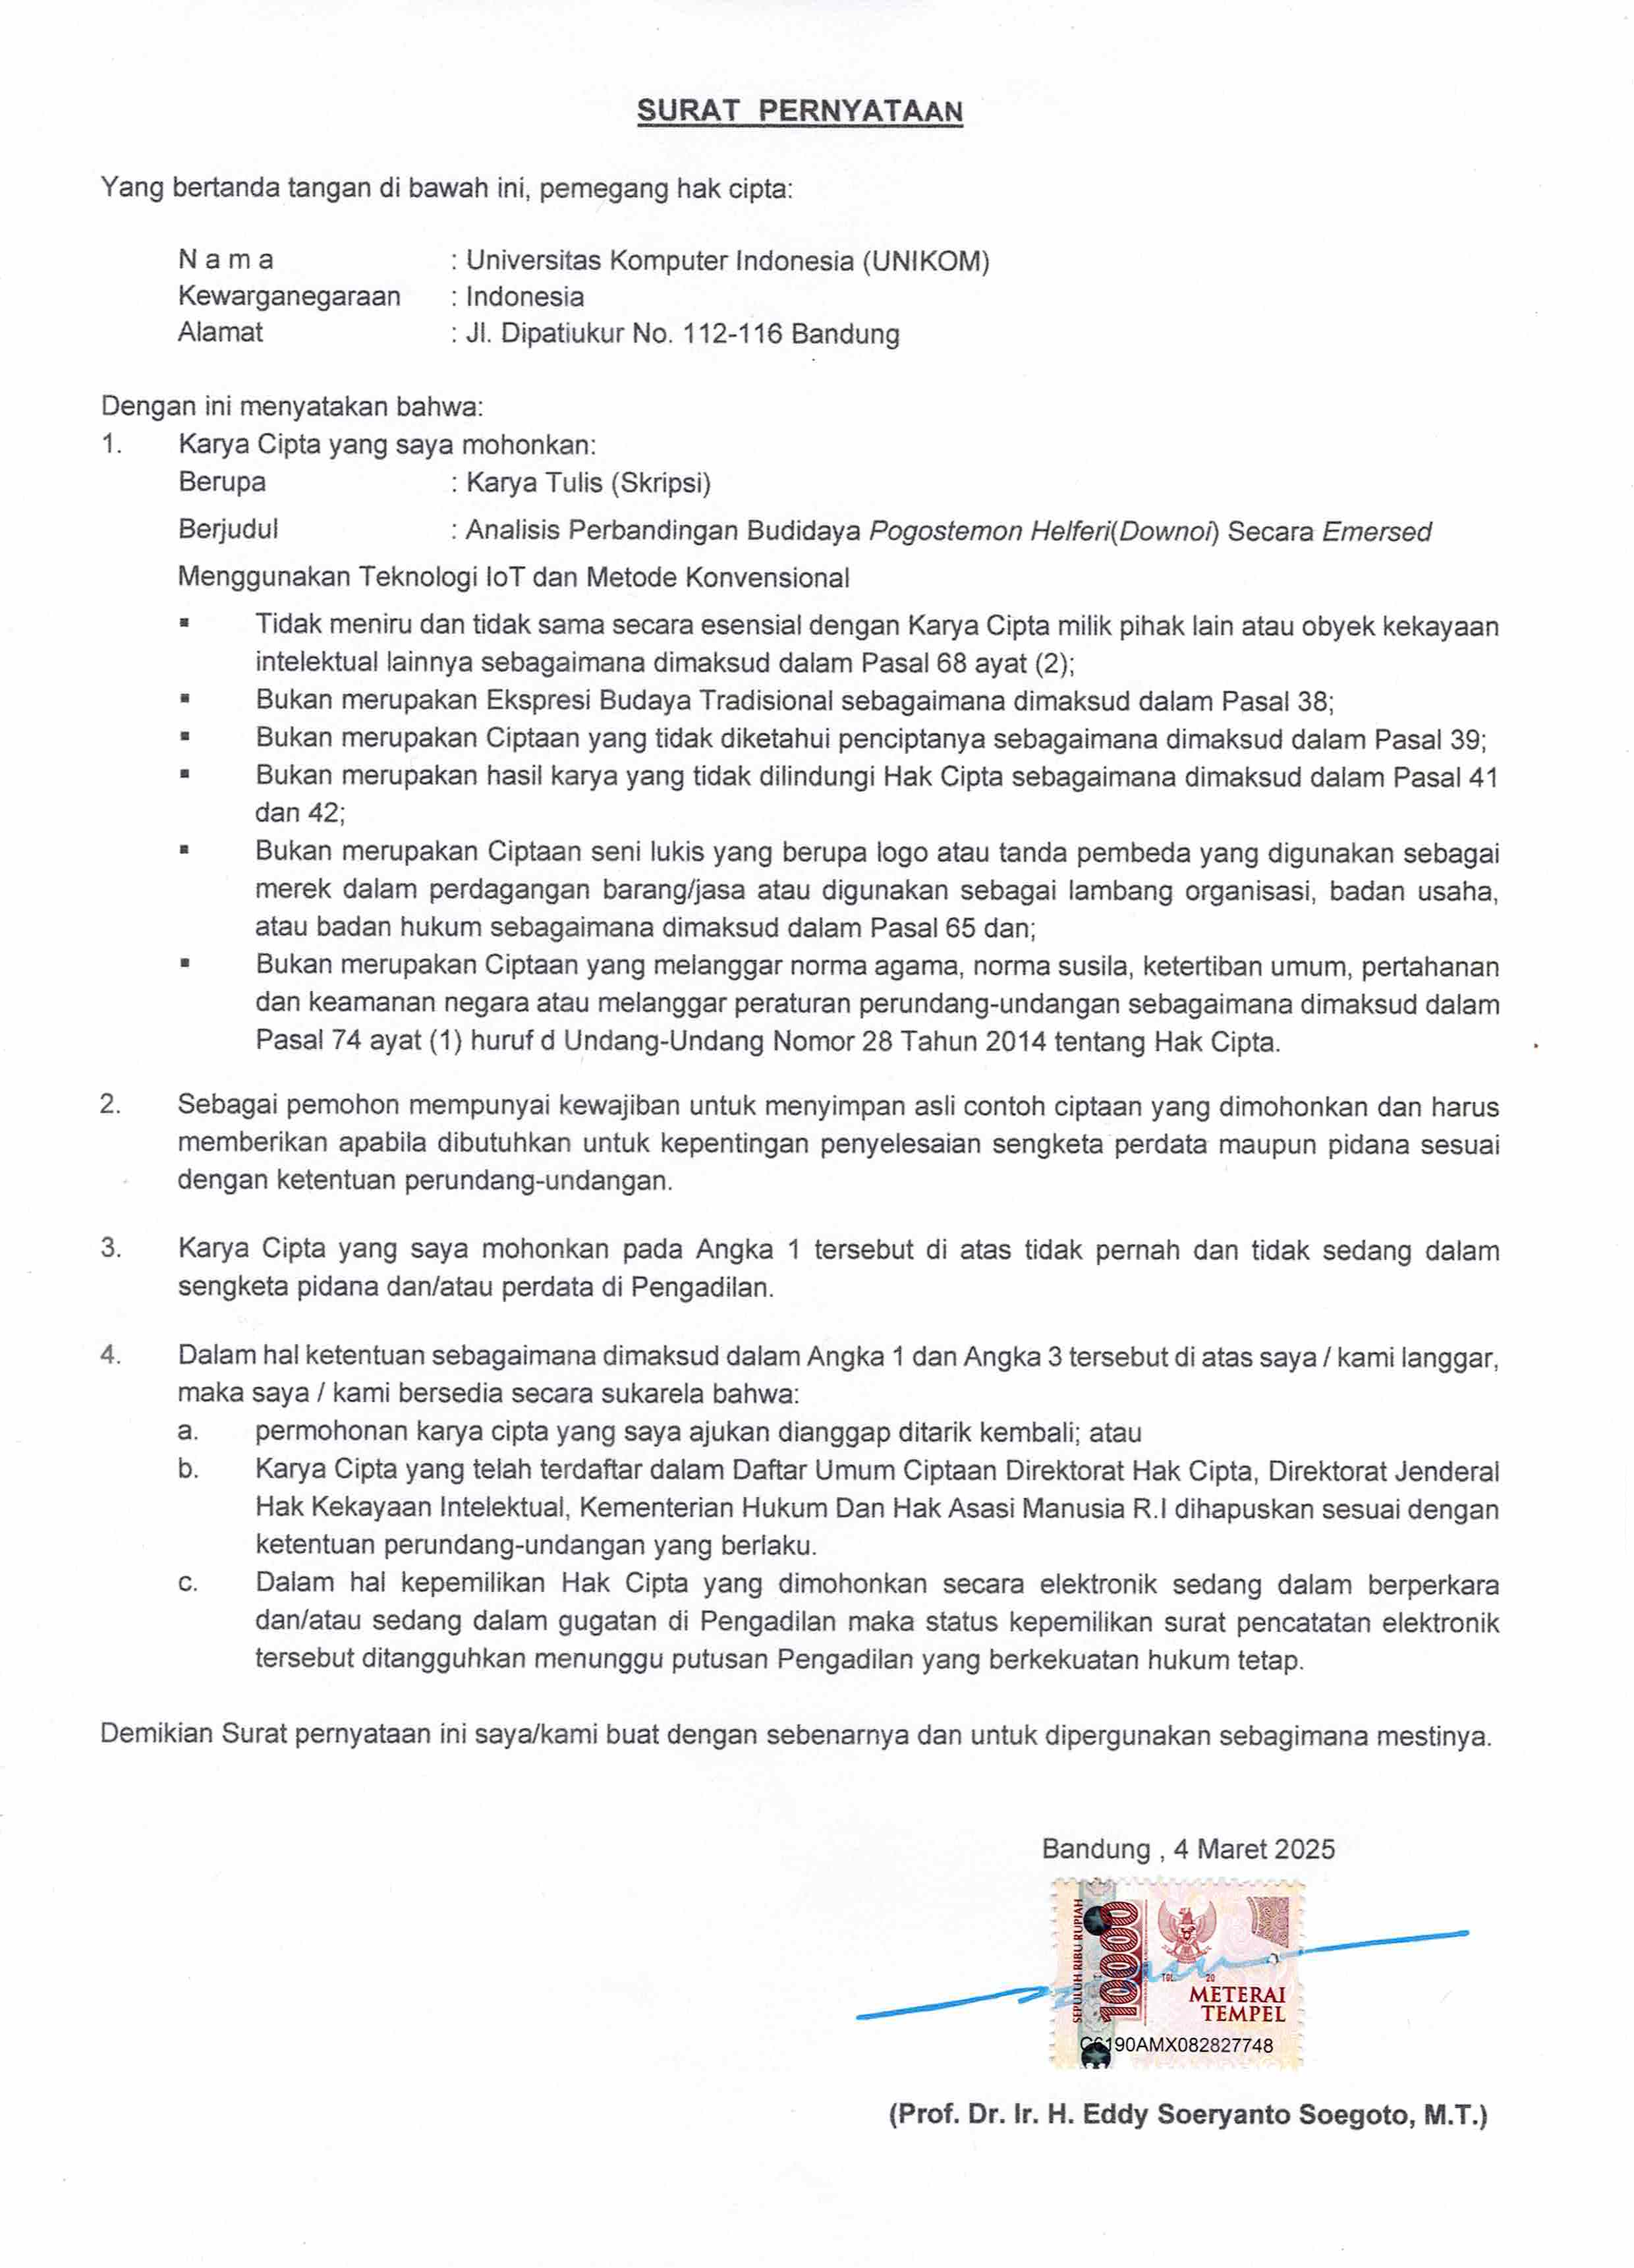 SURAT PERNYATAAN
Yang bertanda tangan di bawah ini, pemegang hak cipta:
N a m a : Universitas Komputer Indonesia (UNIKOM)
Kewarganegaraan : Indonesia
Alamat : Jl. Dipatiukur No. 112-116 Bandung
Dengan ini menyatakan bahwa:
1. Karya Cipta yang saya mohonkan:
Berupa : Karya Tulis (Skripsi)
Berjudul : Analisis Perbandingan Budidaya Pogostemon Helferi(Downoi) Secara Emersed
Menggunakan Teknologi IoT dan Metode Konvensional
▪ Tidak meniru dan tidak sama secara esensial dengan Karya Cipta milik pihak lain atau obyek kekayaan
intelektual lainnya sebagaimana dimaksud dalam Pasal 68 ayat (2);
▪ Bukan merupakan Ekspresi Budaya Tradisional sebagaimana dimaksud dalam Pasal 38;
▪ Bukan merupakan Ciptaan yang tidak diketahui penciptanya sebagaimana dimaksud dalam Pasal 39;
▪ Bukan merupakan hasil karya yang tidak dilindungi Hak Cipta sebagaimana dimaksud dalam Pasal 41
dan 42;
▪ Bukan merupakan Ciptaan seni lukis yang berupa logo atau tanda pembeda yang digunakan sebagai
merek dalam perdagangan barang/jasa atau digunakan sebagai lambang organisasi, badan usaha,
atau badan hukum sebagaimana dimaksud dalam Pasal 65 dan;
▪ Bukan merupakan Ciptaan yang melanggar norma agama, norma susila, ketertiban umum, pertahanan
dan keamanan negara atau melanggar peraturan perundang-undangan sebagaimana dimaksud dalam
Pasal 74 ayat (1) huruf d Undang-Undang Nomor 28 Tahun 2014 tentang Hak Cipta.
2. Sebagai pemohon mempunyai kewajiban untuk menyimpan asli contoh ciptaan yang dimohonkan dan harus
memberikan apabila dibutuhkan untuk kepentingan penyelesaian sengketa perdata maupun pidana sesuai
dengan ketentuan perundang-undangan.
3. Karya Cipta yang saya mohonkan pada Angka 1 tersebut di atas tidak pernah dan tidak sedang dalam
sengketa pidana dan/atau perdata di Pengadilan.
4. Dalam hal ketentuan sebagaimana dimaksud dalam Angka 1 dan Angka 3 tersebut di atas saya / kami langgar,
maka saya / kami bersedia secara sukarela bahwa:
a. permohonan karya cipta yang saya ajukan dianggap ditarik kembali; atau
b. Karya Cipta yang telah terdaftar dalam Daftar Umum Ciptaan Direktorat Hak Cipta, Direktorat Jenderal
Hak Kekayaan Intelektual, Kementerian Hukum Dan Hak Asasi Manusia R.I dihapuskan sesuai dengan
ketentuan perundang-undangan yang berlaku.
c. Dalam hal kepemilikan Hak Cipta yang dimohonkan secara elektronik sedang dalam berperkara
dan/atau sedang dalam gugatan di Pengadilan maka status kepemilikan surat pencatatan elektronik
tersebut ditangguhkan menunggu putusan Pengadilan yang berkekuatan hukum tetap.
Demikian Surat pernyataan ini saya/kami buat dengan sebenarnya dan untuk dipergunakan sebagimana mestinya.
Bandung , 4 Maret 2025
SEPULUH RIBU RUPIAH
10000
TGL. 20
METERAI
TEMPEL
C6190AMX082827748
(Prof. Dr. Ir. H. Eddy Soeryanto Soegoto, M.T.)